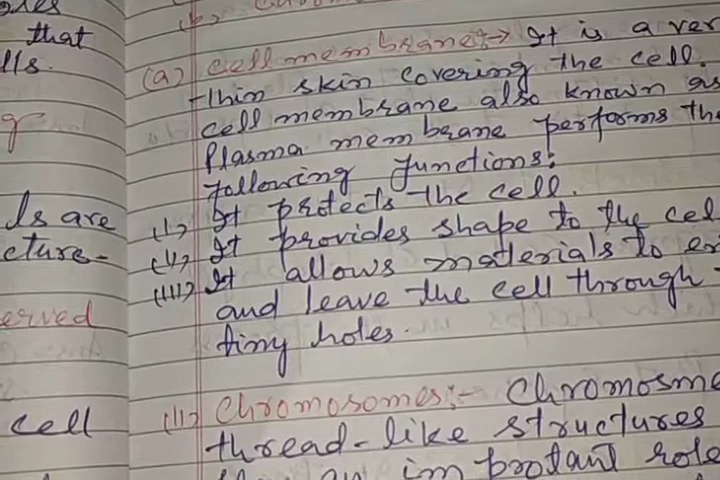 that
(a) Cell membrane:→ It is a ver
thin skin covering the cell.
cell membrane also known as
Plasma membrane performs the
following functions:
(i) It protects the cell.
(ii) It provides shape to the cel
(iii) It allows materials to en
and leave the cell through
tiny holes.
(ii) Chromosomes:- Chromosme
thread-like structures
an improtant role
ls are
cture-
erved
cell